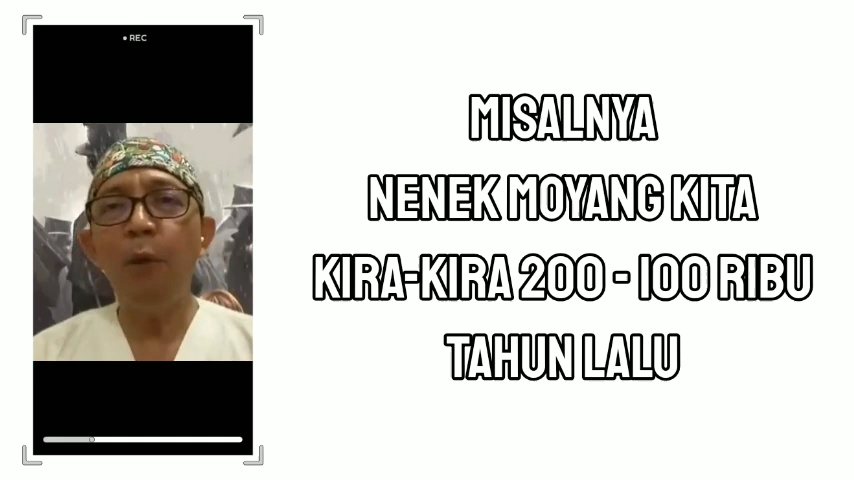 REC
MISALNYA
NENEK MOYANG KITA
KIRA-KIRA 200 - 100 RIBU
TAHUN LALU